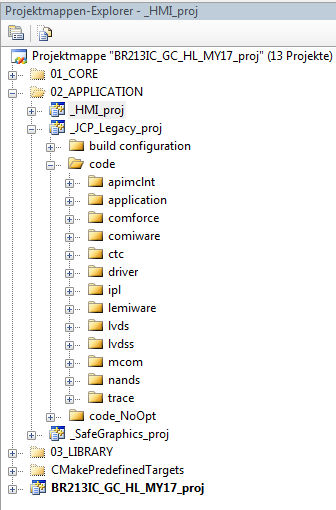 Projektmappen-Explorer - _HMI_proj
Projektmappe "BR213IC_GC_HL_MY17_proj" (13 Projekte)
01_CORE
02_APPLICATION
_HMI_proj
_JCP_Legacy_proj
build configuration
code
apimclnt
application
comforce
comiware
ctc
driver
ipl
lemiware
lvds
lvdss
mcom
nands
trace
code_NoOpt
_SafeGraphics_proj
03_LIBRARY
CMakePredefinedTargets
BR213IC_GC_HL_MY17_proj